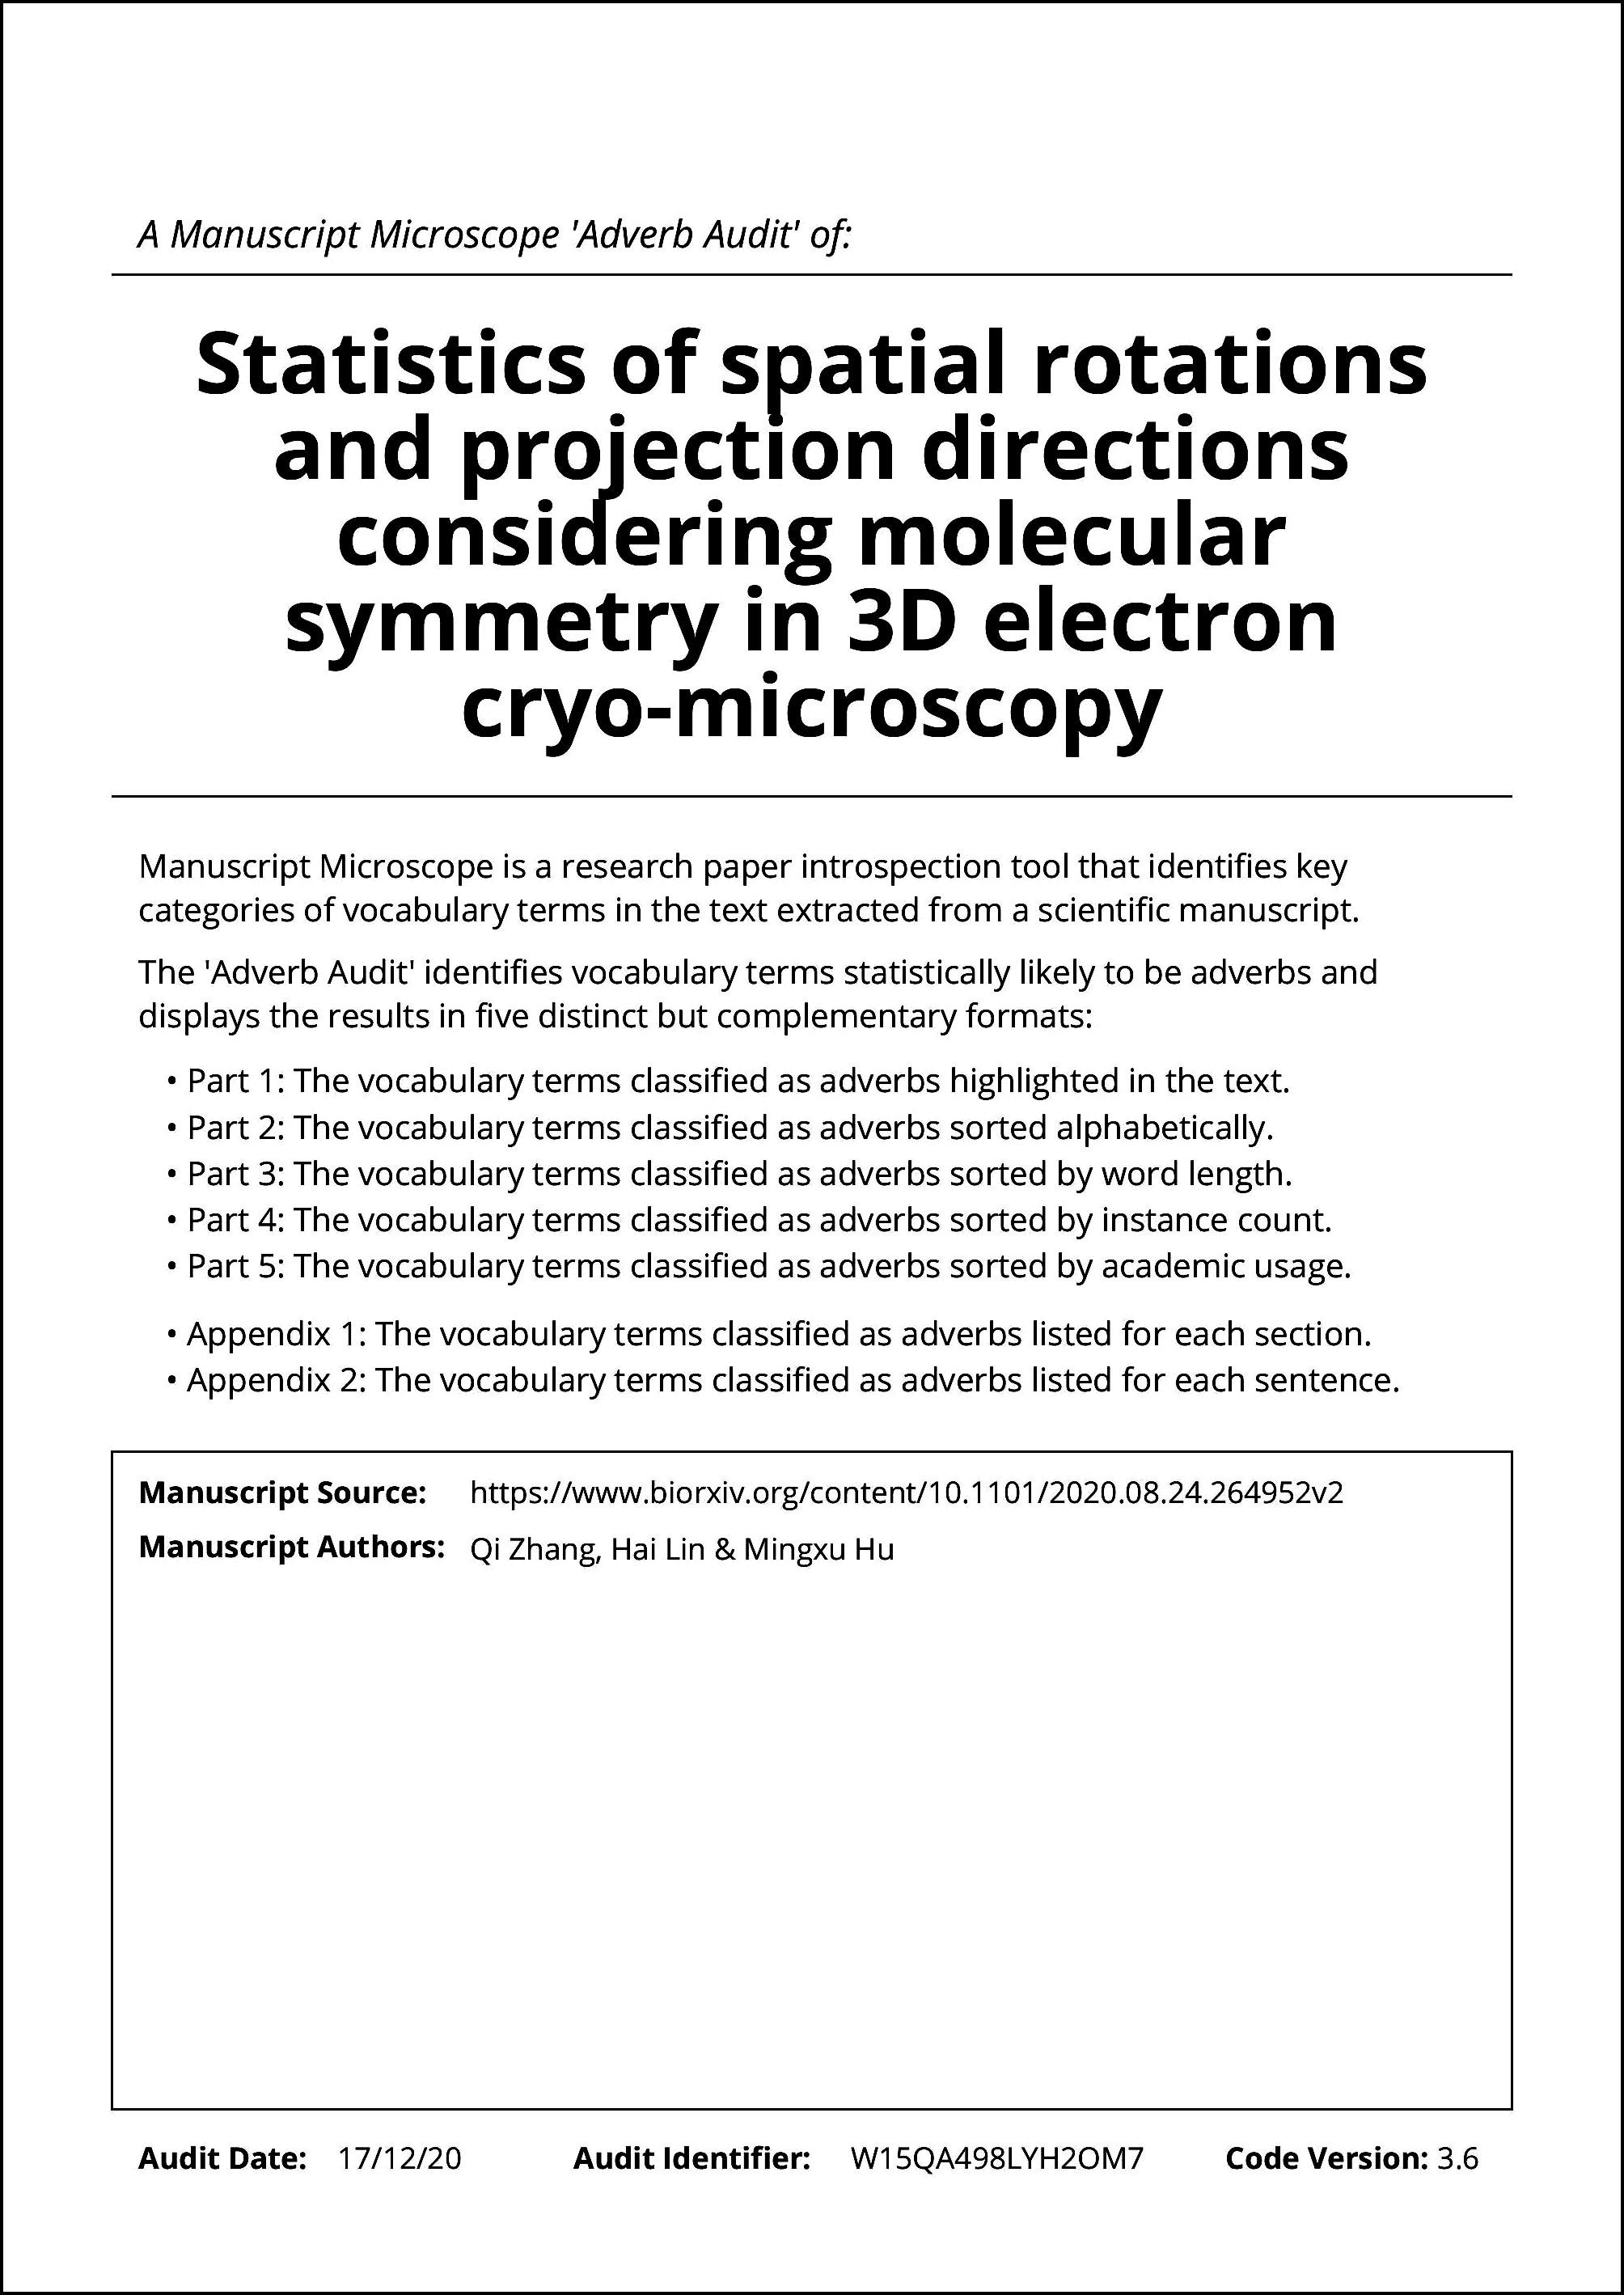 A Manuscript Microscope 'Adverb Audit' of:
Statistics of spatial rotations
and projection directions
considering molecular
symmetry in 3D electron
cryo-microscopy
Manuscript Microscope is a research paper introspection tool that identifies key
categories of vocabulary terms in the text extracted from a scientific manuscript.
The 'Adverb Audit' identifies vocabulary terms statistically likely to be adverbs and
displays the results in five distinct but complementary formats:
• Part 1: The vocabulary terms classified as adverbs highlighted in the text.
• Part 2: The vocabulary terms classified as adverbs sorted alphabetically.
• Part 3: The vocabulary terms classified as adverbs sorted by word length.
• Part 4: The vocabulary terms classified as adverbs sorted by instance count.
• Part 5: The vocabulary terms classified as adverbs sorted by academic usage.
• Appendix 1: The vocabulary terms classified as adverbs listed for each section.
• Appendix 2: The vocabulary terms classified as adverbs listed for each sentence.
Manuscript Source: https://www.biorxiv.org/content/10.1101/2020.08.24.264952v2
Manuscript Authors: Qi Zhang, Hai Lin & Mingxu Hu
Audit Date: 17/12/20 Audit Identifier: W15QA498LYH2OM7 Code Version: 3.6